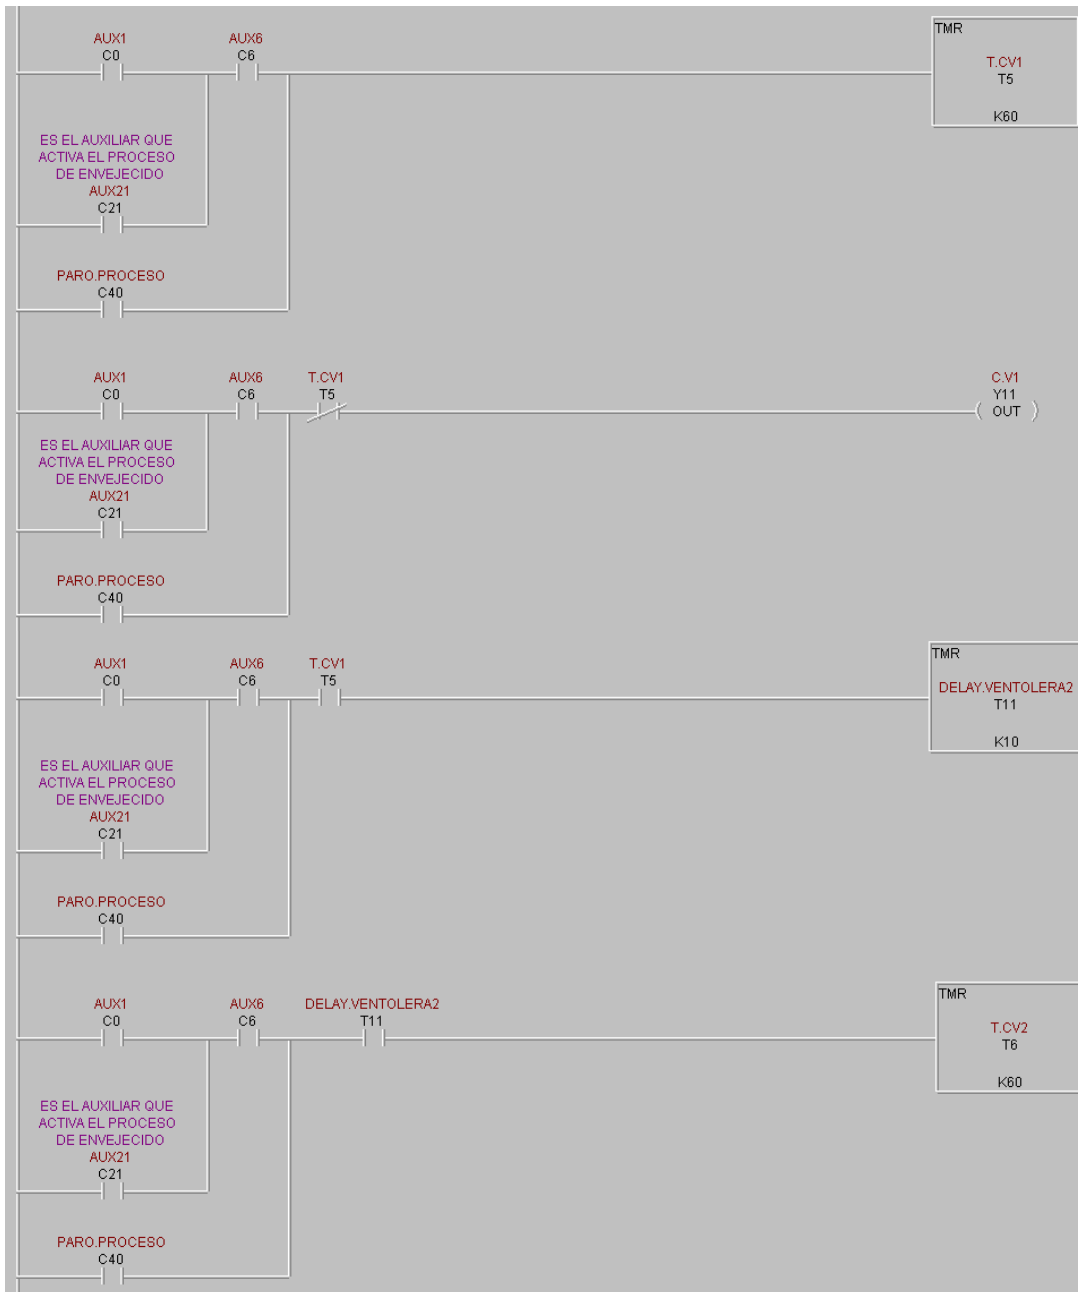 AUX1
C0
AUX6
C6
TMR
T.CV1
T5
K60
ES EL AUXILIAR QUE
ACTIVA EL PROCESO
DE ENVEJECIDO
AUX21
C21
PARO.PROCESO
C40
AUX1
C0
AUX6
C6
T.CV1
T5
C.V1
Y11
OUT
ES EL AUXILIAR QUE
ACTIVA EL PROCESO
DE ENVEJECIDO
AUX21
C21
PARO.PROCESO
C40
AUX1
C0
AUX6
C6
T.CV1
T5
TMR
DELAY.VENTOLERA2
T11
K10
ES EL AUXILIAR QUE
ACTIVA EL PROCESO
DE ENVEJECIDO
AUX21
C21
PARO.PROCESO
C40
AUX1
C0
AUX6
C6
DELAY.VENTOLERA2
T11
TMR
T.CV2
T6
K60
ES EL AUXILIAR QUE
ACTIVA EL PROCESO
DE ENVEJECIDO
AUX21
C21
PARO.PROCESO
C40